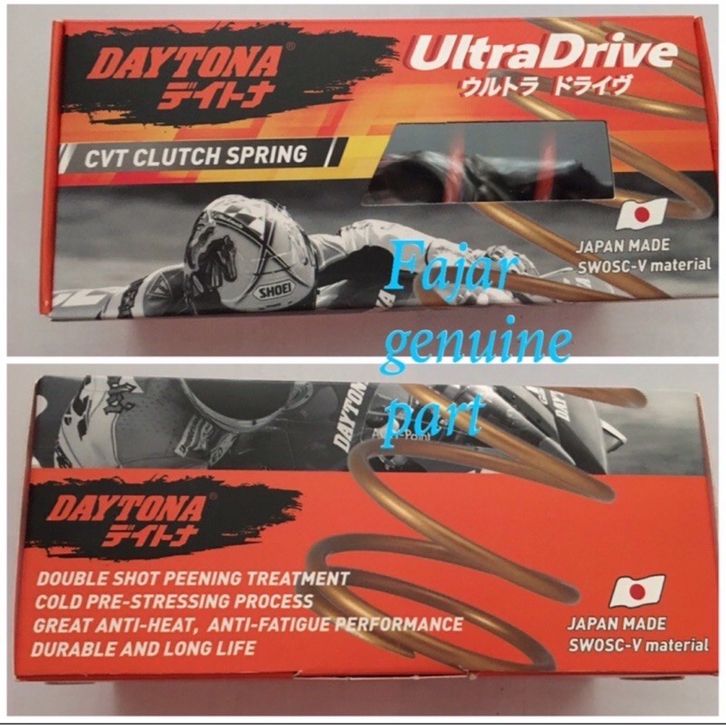 DAYTONA®
デイトナ
UltraDrive
ウルトラ ドライヴ
CVT CLUTCH SPRING
SHOEI
JAPAN MADE
SWOSC-V material
Fajar
genuine
part
DAYTONA
DAYTONA®
デイトナ
DOUBLE SHOT PEENING TREATMENT
COLD PRE-STRESSING PROCESS
GREAT ANTI-HEAT, ANTI-FATIGUE PERFORMANCE
DURABLE AND LONG LIFE
JAPAN MADE
SWOSC-V material